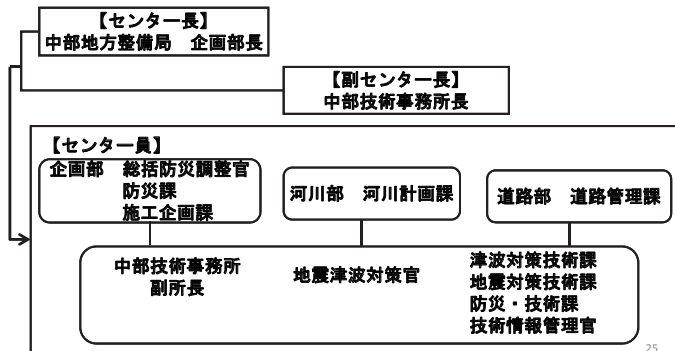 【センター長】
中部地方整備局　企画部長
【副センター長】
中部技術事務所長
【センター員】
企画部　総括防災調整官
防災課
施工企画課
河川部　河川計画課
道路部　道路管理課
中部技術事務所
副所長
地震津波対策官
津波対策技術課
地震対策技術課
防災・技術課
技術情報管理官
25